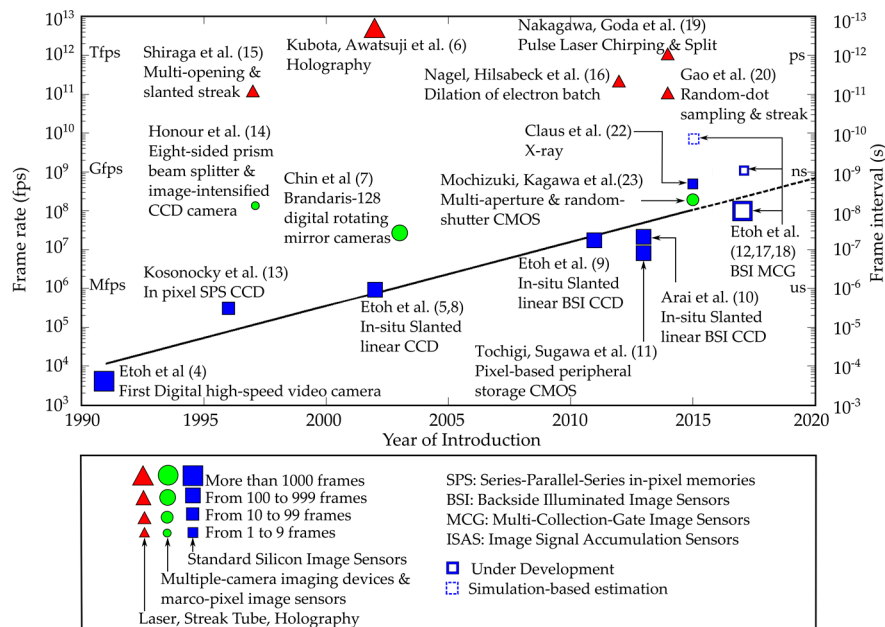 Frame rate (fps)
10^13
10^12
10^11
10^10
10^9
10^8
10^7
10^6
10^5
10^4
10^3
Tfps
Gfps
Mfps
Shiraga et al. (15)
Multi-opening &
slanted streak
Kubota, Awatsuji et al. (6)
Holography
Nakagawa, Goda et al. (19)
Pulse Laser Chirping & Split
Nagel, Hilsabeck et al. (16)
Dilation of electron batch
Gao et al. (20)
Random-dot
sampling & streak
Honour et al. (14)
Eight-sided prism
beam splitter &
image-intensified
CCD camera
Chin et al (7)
Brandaris-128
digital rotating
mirror cameras
Claus et al. (22)
X-ray
Mochizuki, Kagawa et al.(23)
Multi-aperture & random-
shutter CMOS
Etoh et al.
(12,17,18)
BSI MCG
Kosonocky et al. (13)
In pixel SPS CCD
Etoh et al. (5,8)
In-situ Slanted
linear CCD
Etoh et al. (9)
In-situ Slanted
linear BSI CCD
Arai et al. (10)
In-situ Slanted
linear BSI CCD
Tochigi, Sugawa et al. (11)
Pixel-based peripheral
storage CMOS
Etoh et al (4)
First Digital high-speed video camera
ps
ns
us
10^-13
10^-12
10^-11
10^-10
10^-9
10^-8
10^-7
10^-6
10^-5
10^-4
10^-3
Frame interval (s)
1990
1995
2000
2005
2010
2015
2020
Year of Introduction
More than 1000 frames
From 100 to 999 frames
From 10 to 99 frames
From 1 to 9 frames
Standard Silicon Image Sensors
Multiple-camera imaging devices &
marco-pixel image sensors
Laser, Streak Tube, Holography
SPS: Series-Parallel-Series in-pixel memories
BSI: Backside Illuminated Image Sensors
MCG: Multi-Collection-Gate Image Sensors
ISAS: Image Signal Accumulation Sensors
Under Development
Simulation-based estimation